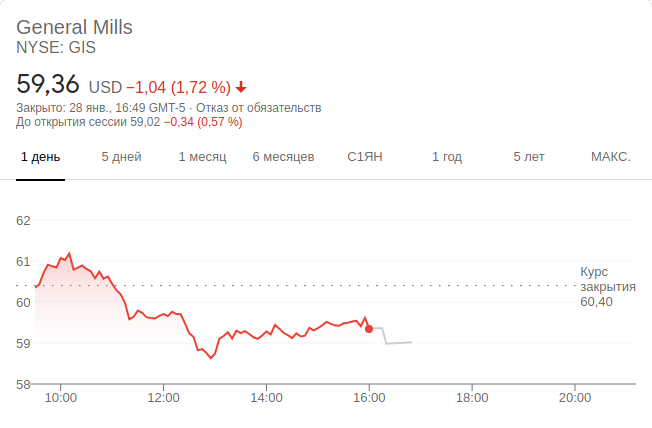 General Mills
NYSE: GIS
59,36 USD −1,04 (1,72 %)
Закрыто: 28 янв., 16:49 GMT-5 · Отказ от обязательств
До открытия сессии 59,02 −0,34 (0,57 %)
1 день 5 дней 1 месяц 6 месяцев С1ЯН 1 год 5 лет МАКС.
62
61
Курс
закрытия
60,40
60
59
58
10:00 12:00 14:00 16:00 18:00 20:00